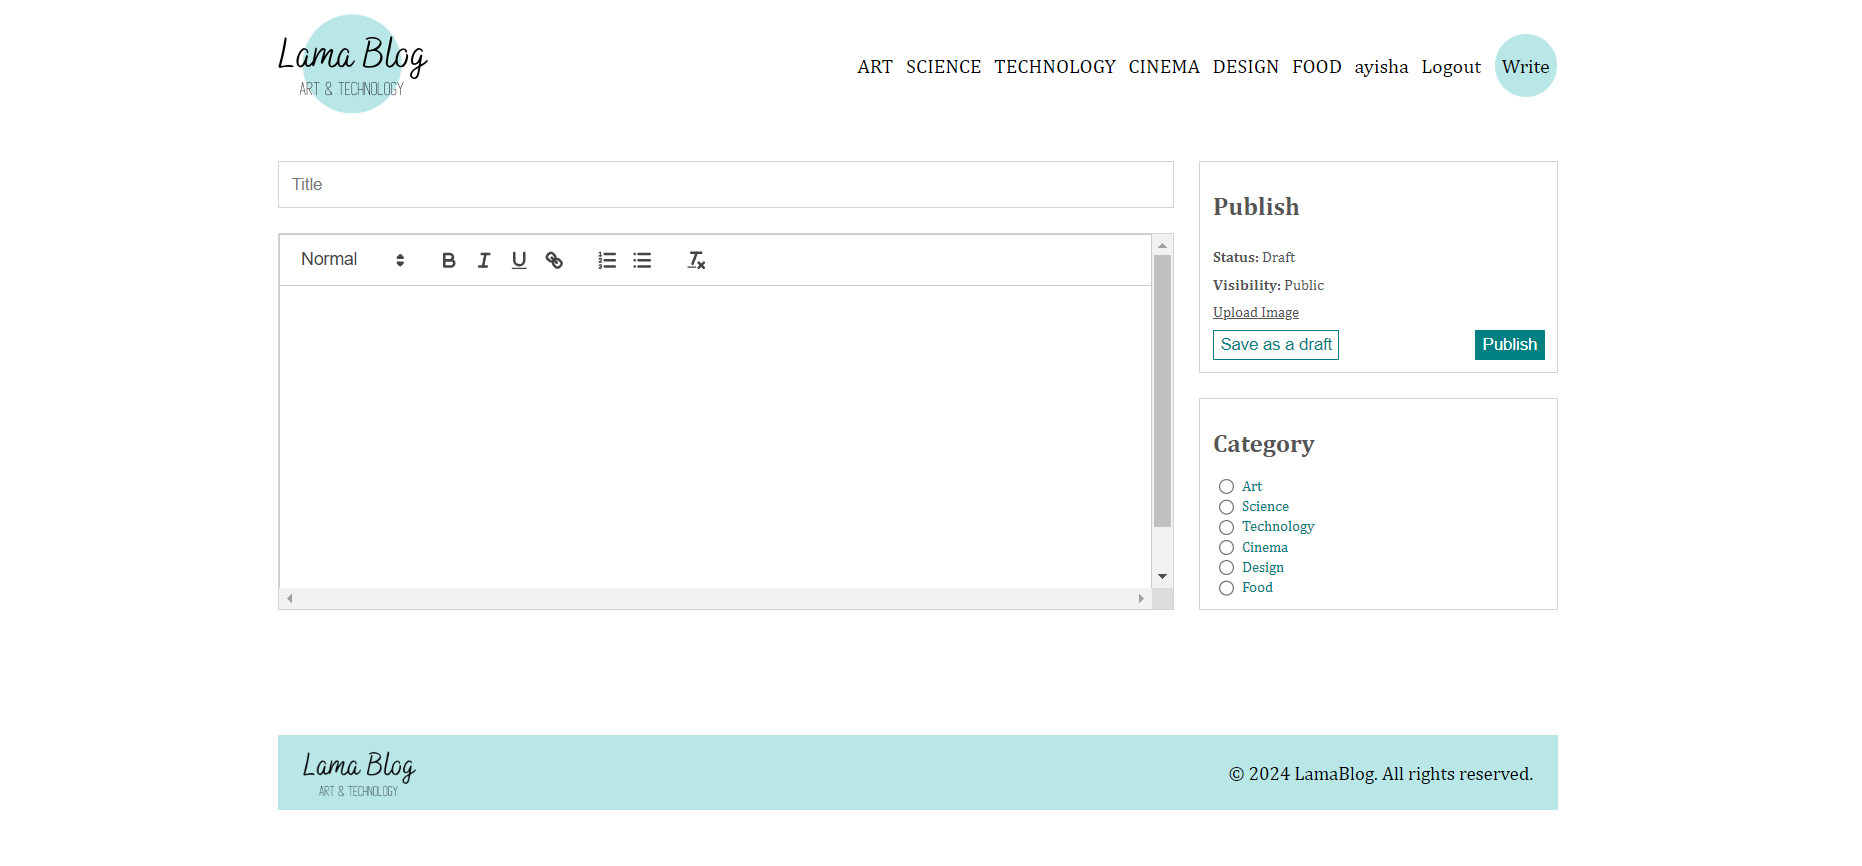 Lama Blog
ART & TECHNOLOGY
ART SCIENCE TECHNOLOGY CINEMA DESIGN FOOD ayisha Logout Write
Title
Normal
Publish
Status: Draft
Visibility: Public
Upload Image
Save as a draft Publish
Category
Art
Science
Technology
Cinema
Design
Food
Lama Blog
ART & TECHNOLOGY
© 2024 LamaBlog. All rights reserved.